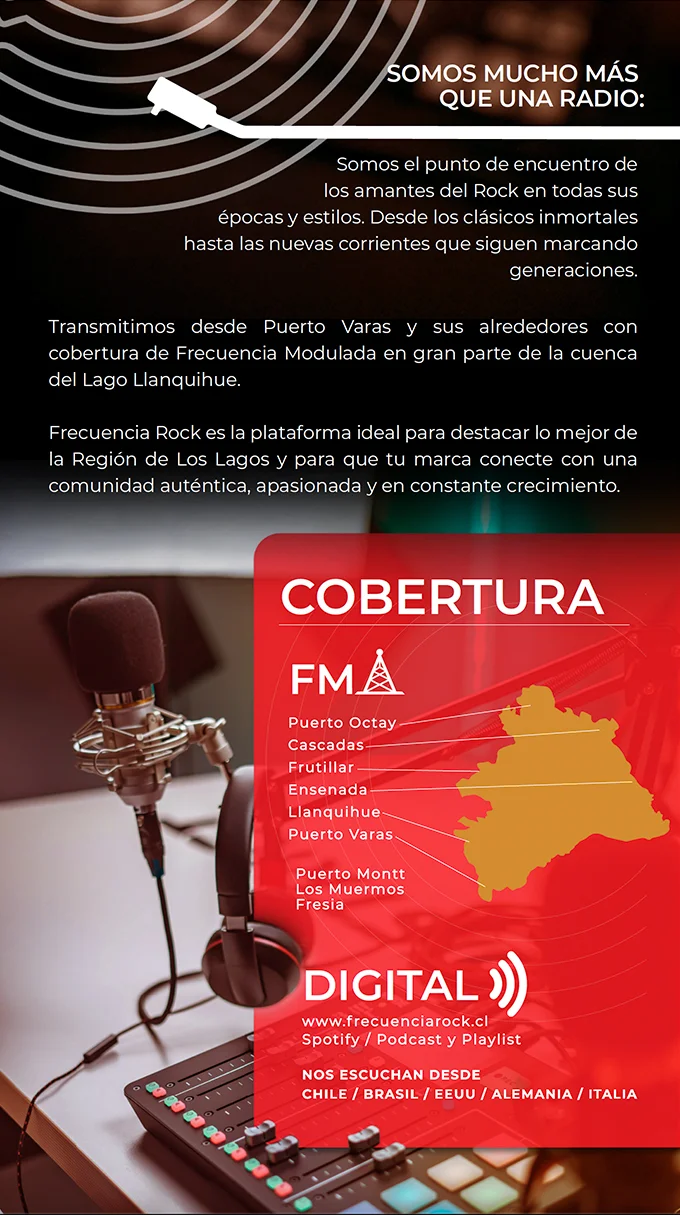 SOMOS MUCHO MÁS
QUE UNA RADIO:
Somos el punto de encuentro de
los amantes del Rock en todas sus
épocas y estilos. Desde los clásicos inmortales
hasta las nuevas corrientes que siguen marcando
generaciones.
Transmitimos desde Puerto Varas y sus alrededores con
cobertura de Frecuencia Modulada en gran parte de la cuenca
del Lago Llanquihue.
Frecuencia Rock es la plataforma ideal para destacar lo mejor de
la Región de Los Lagos y para que tu marca conecte con una
comunidad auténtica, apasionada y en constante crecimiento.
COBERTURA
FM
Puerto Octay
Cascadas
Frutillar
Ensenada
Llanquihue
Puerto Varas
Puerto Montt
Los Muermos
Fresia
DIGITAL
www.frecuenciarock.cl
Spotify / Podcast y Playlist
NOS ESCUCHAN DESDE
CHILE / BRASIL / EEUU / ALEMANIA / ITALIA